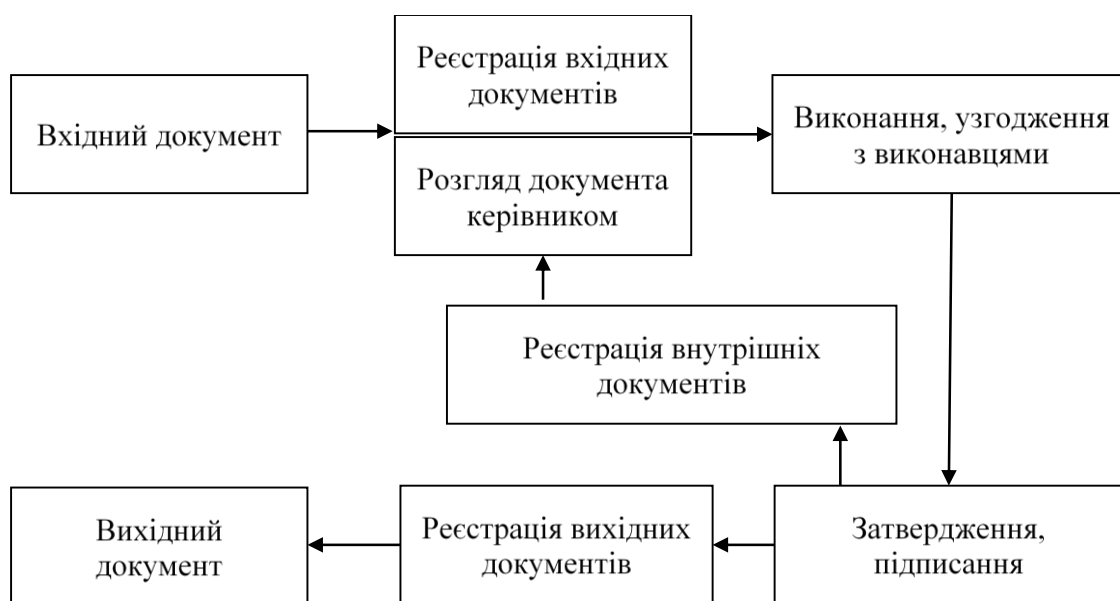 Реєстрація вхідних
документів
Вхідний документ
Розгляд документа
керівником
Виконання, узгодження
з виконавцями
Реєстрація внутрішніх
документів
Вихідний
документ
Реєстрація вихідних
документів
Затвердження,
підписання